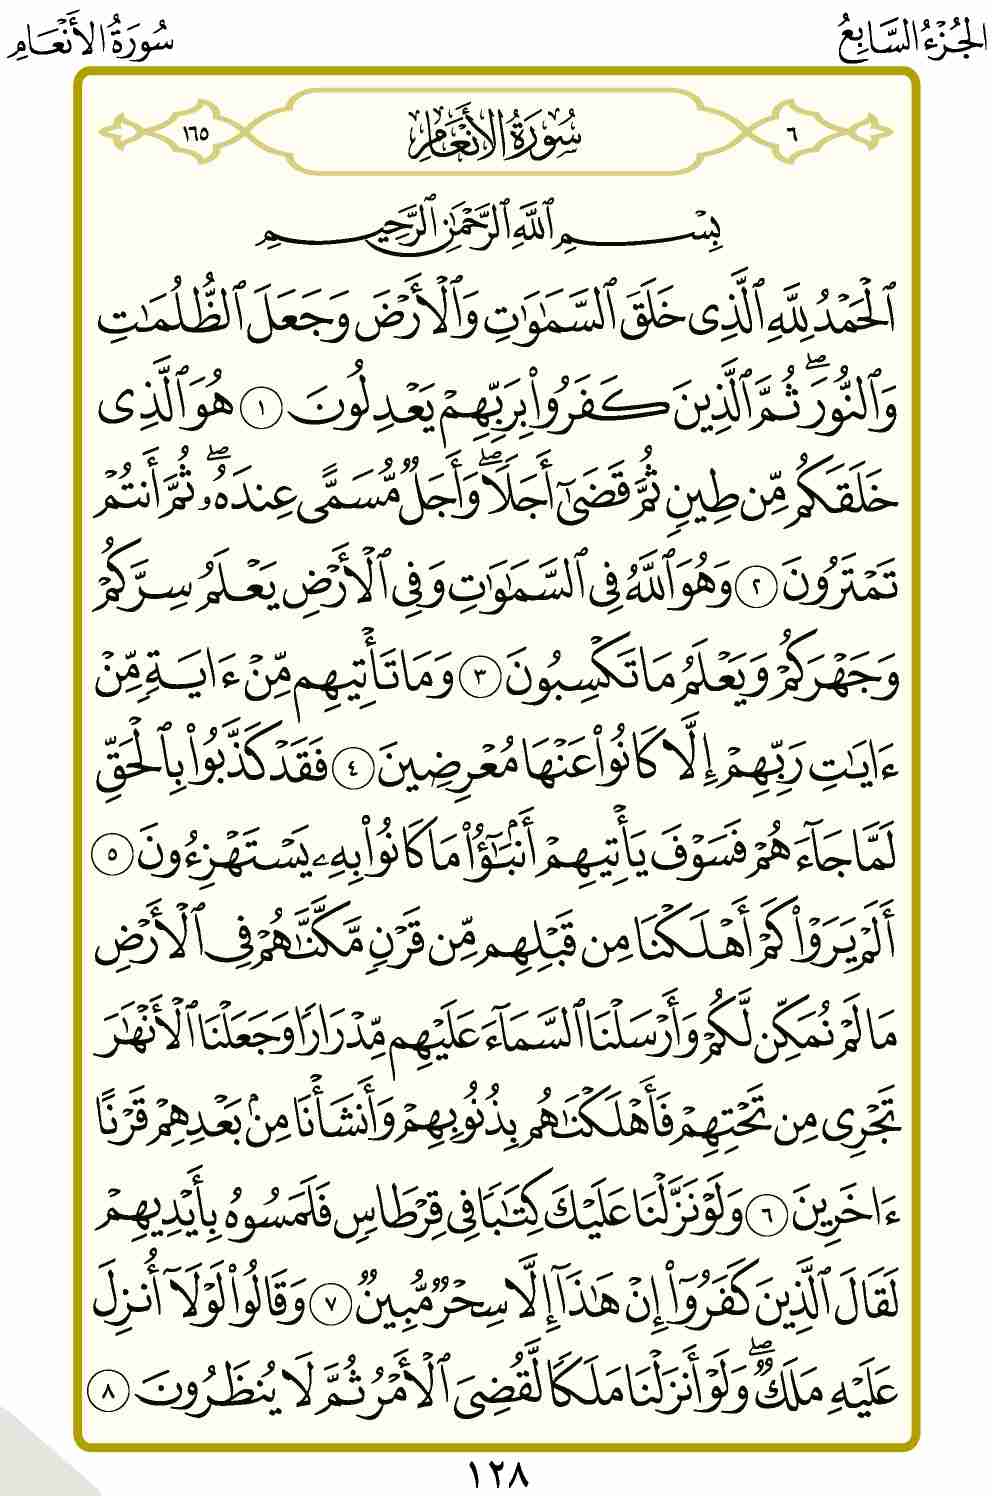 الجُزْءُ السَّابِعُ
سُورَةُ الأَنْعَامِ
٦
سُورَةُ الأَنْعَامِ
١٦٥
بِسْمِ ٱللَّهِ ٱلرَّحْمَٰنِ ٱلرَّحِيمِ
ٱلْحَمْدُ لِلَّهِ ٱلَّذِى خَلَقَ ٱلسَّمَٰوَٰتِ وَٱلْأَرْضَ وَجَعَلَ ٱلظُّلُمَٰتِ
وَٱلنُّورَ ۖ ثُمَّ ٱلَّذِينَ كَفَرُوا۟ بِرَبِّهِمْ يَعْدِلُونَ ١ هُوَ ٱلَّذِى
خَلَقَكُم مِّن طِينٍ ثُمَّ قَضَىٰٓ أَجَلًا ۖ وَأَجَلٌ مُّسَمًّى عِندَهُۥ ۖ ثُمَّ أَنتُمْ
تَمْتَرُونَ ٢ وَهُوَ ٱللَّهُ فِى ٱلسَّمَٰوَٰتِ وَفِى ٱلْأَرْضِ يَعْلَمُ سِرَّكُمْ
وَجَهْرَكُمْ وَيَعْلَمُ مَا تَكْسِبُونَ ٣ وَمَا تَأْتِيهِم مِّنْ ءَايَةٍ مِّنْ
ءَايَٰتِ رَبِّهِمْ إِلَّا كَانُوا۟ عَنْهَا مُعْرِضِينَ ٤ فَقَدْ كَذَّبُوا۟ بِٱلْحَقِّ
لَمَّا جَآءَهُمْ فَسَوْفَ يَأْتِيهِمْ أَنۢبَٰٓؤُا۟ مَا كَانُوا۟ بِهِۦ يَسْتَهْزِءُونَ ٥
أَلَمْ يَرَوْا۟ كَمْ أَهْلَكْنَا مِن قَبْلِهِم مِّن قَرْنٍ مَّكَّنَّٰهُمْ فِى ٱلْأَرْضِ
مَا لَمْ نُمَكِّن لَّكُمْ وَأَرْسَلْنَا ٱلسَّمَآءَ عَلَيْهِم مِّدْرَارًا وَجَعَلْنَا ٱلْأَنْهَٰرَ
تَجْرِى مِن تَحْتِهِمْ فَأَهْلَكْنَٰهُم بِذُنُوبِهِمْ وَأَنشَأْنَا مِنۢ بَعْدِهِمْ قَرْنًا
ءَاخَرِينَ ٦ وَلَوْ نَزَّلْنَا عَلَيْكَ كِتَٰبًا فِى قِرْطَاسٍ فَلَمَسُوهُ بِأَيْدِيهِمْ
لَقَالَ ٱلَّذِينَ كَفَرُوٓا۟ إِنْ هَٰذَآ إِلَّا سِحْرٌ مُّبِينٌ ٧ وَقَالُوا۟ لَوْلَآ أُنزِلَ
عَلَيْهِ مَلَكٌ ۖ وَلَوْ أَنزَلْنَا مَلَكًا لَّقُضِىَ ٱلْأَمْرُ ثُمَّ لَا يُنظَرُونَ ٨
١٢٨